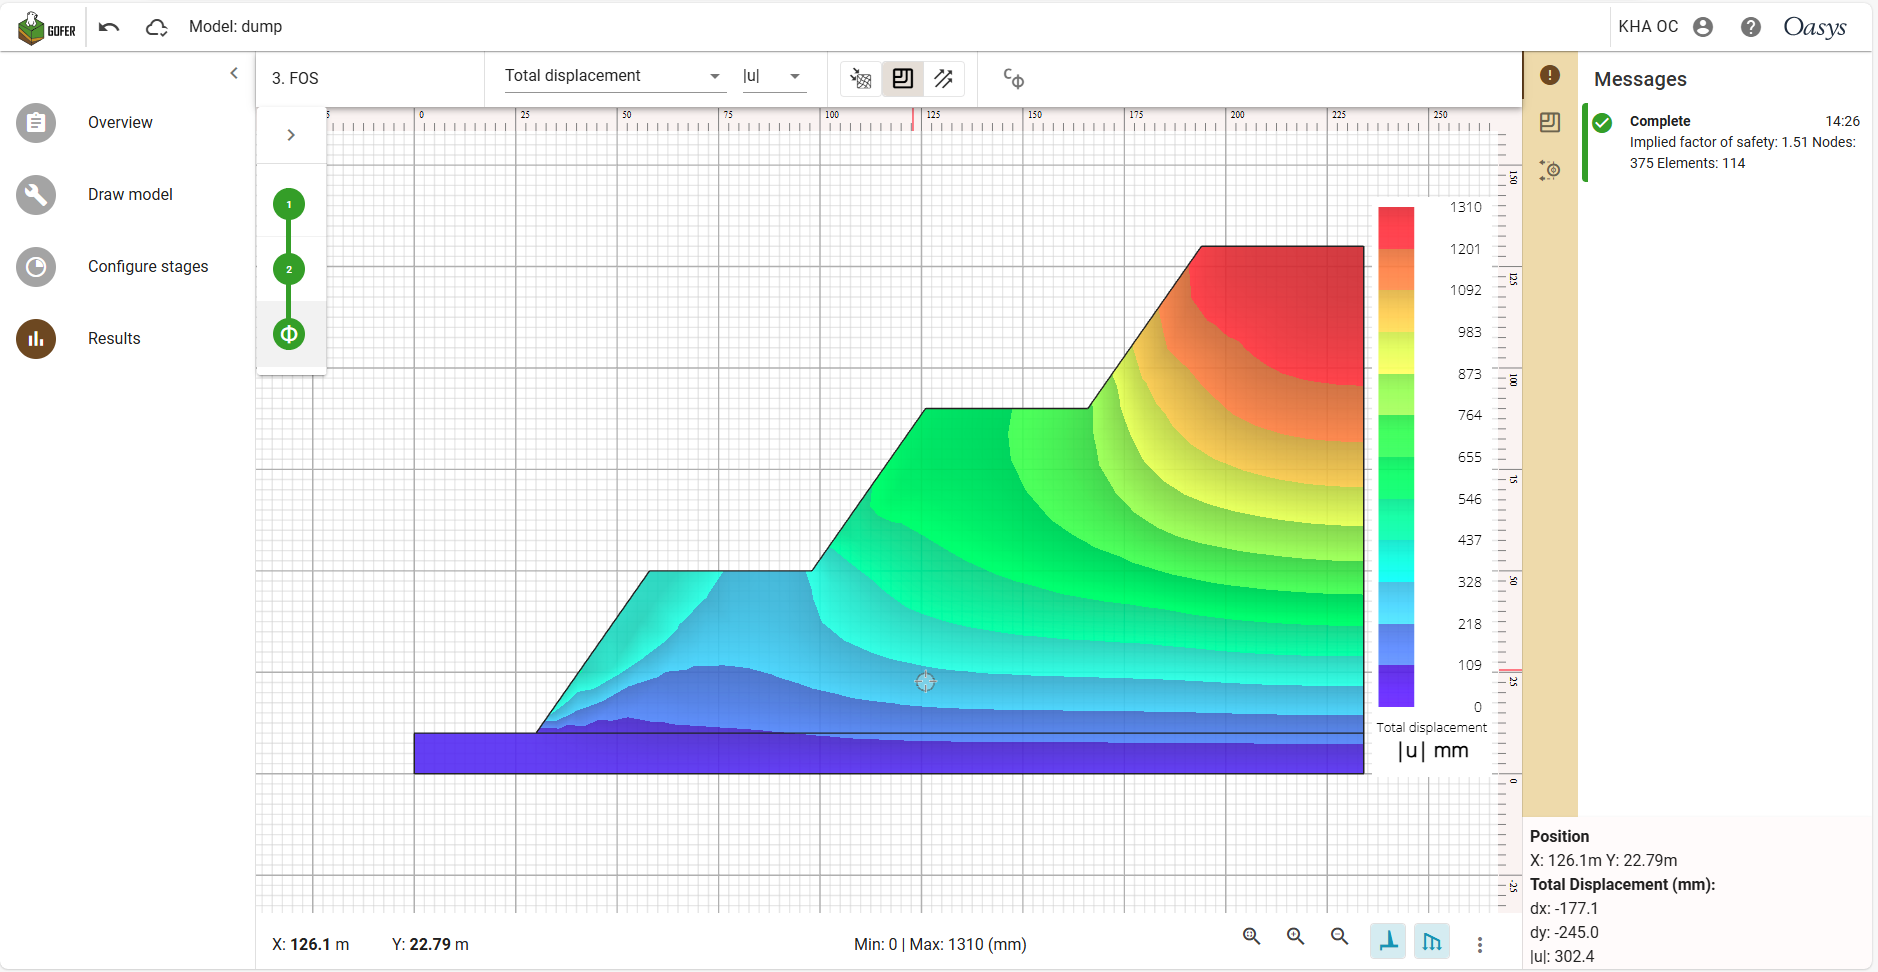 GOFER
Model: dump
KHA OC
Oasys
Overview
Draw model
Configure stages
Results
3. FOS
Total displacement
|u|
CΦ
5 0 25 50 75 100 125 150 175 200 225 250
1
2
Φ
150
125
100
75
50
25
0
-25
1310
1201
1092
983
873
764
655
546
437
328
218
109
0
Total displacement
|u| mm
Messages
Complete 14:26
Implied factor of safety: 1.51 Nodes:
375 Elements: 114
Position
X: 126.1m Y: 22.79m
Total Displacement (mm):
dx: -177.1
dy: -245.0
|u|: 302.4
X: 126.1 m Y: 22.79 m Min: 0 | Max: 1310 (mm)